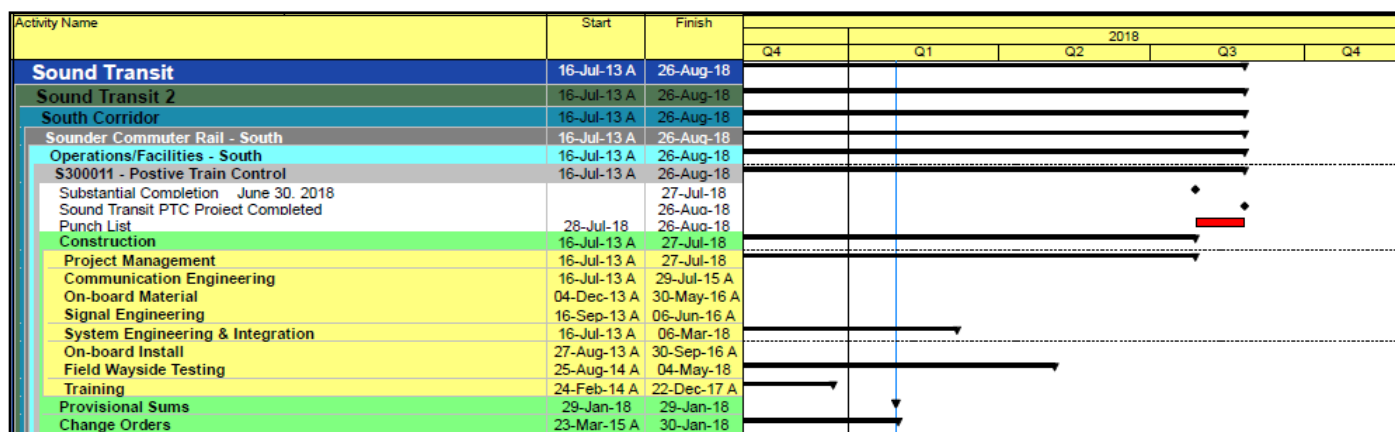 Activity Name Start Finish
2018
Q4 Q1 Q2 Q3 Q4
Sound Transit 16-Jul-13 A 26-Aug-18
Sound Transit 2 16-Jul-13 A 26-Aug-18
South Corridor 16-Jul-13 A 26-Aug-18
Sounder Commuter Rail - South 16-Jul-13 A 26-Aug-18
Operations/Facilities - South 16-Jul-13 A 26-Aug-18
S300011 - Postive Train Control 16-Jul-13 A 26-Aug-18
Substantial Completion June 30, 2018 27-Jul-18
Sound Transit PTC Project Completed 26-Aug-18
Punch List 28-Jul-18 26-Aug-18
Construction 16-Jul-13 A 27-Jul-18
Project Management 16-Jul-13 A 27-Jul-18
Communication Engineering 16-Jul-13 A 29-Jul-15 A
On-board Material 04-Dec-13 A 30-May-16 A
Signal Engineering 16-Sep-13 A 06-Jun-16 A
System Engineering & Integration 16-Jul-13 A 06-Mar-18
On-board Install 27-Aug-13 A 30-Sep-16 A
Field Wayside Testing 25-Aug-14 A 04-May-18
Training 24-Feb-14 A 22-Dec-17 A
Provisional Sums 29-Jan-18 29-Jan-18
Change Orders 23-Mar-15 A 30-Jan-18